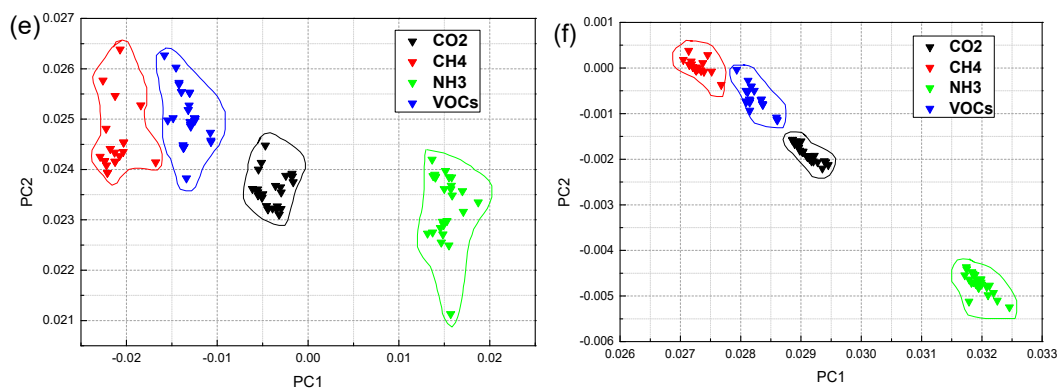 (e)
0.027
0.026
0.025
0.024
0.023
0.022
0.021
PC2
CO2
CH4
NH3
VOCs
-0.02
-0.01
0.00
0.01
0.02
PC1
(f)
0.001
0.000
-0.001
-0.002
-0.003
-0.004
-0.005
-0.006
PC2
CO2
CH4
NH3
VOCs
0.026
0.027
0.028
0.029
0.030
0.031
0.032
0.033
PC1